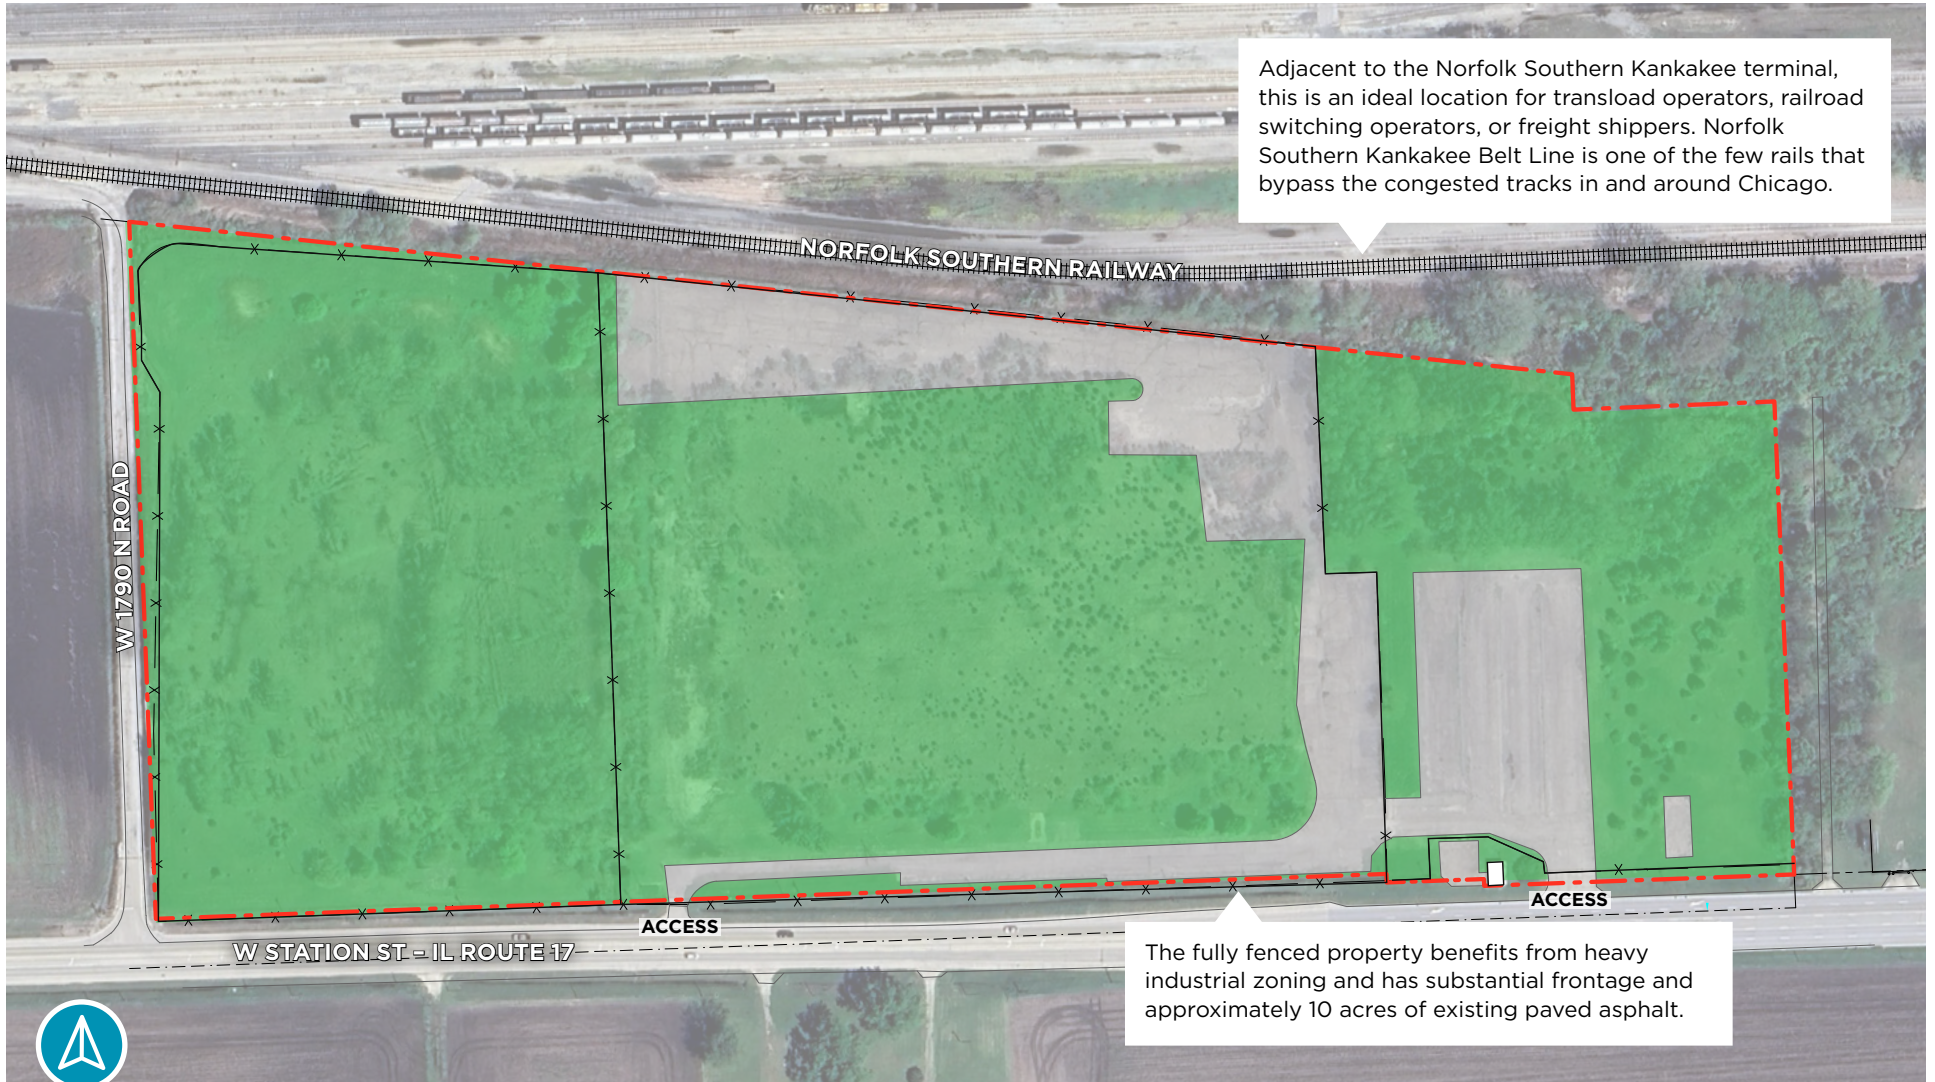 Adjacent to the Norfolk Southern Kankakee terminal,
this is an ideal location for transload operators, railroad
switching operators, or freight shippers. Norfolk
Southern Kankakee Belt Line is one of the few rails that
bypass the congested tracks in and around Chicago.
NORFOLK SOUTHERN RAILWAY
W 1790 N ROAD
ACCESS
ACCESS
W STATION ST – IL ROUTE 17
The fully fenced property benefits from heavy
industrial zoning and has substantial frontage and
approximately 10 acres of existing paved asphalt.